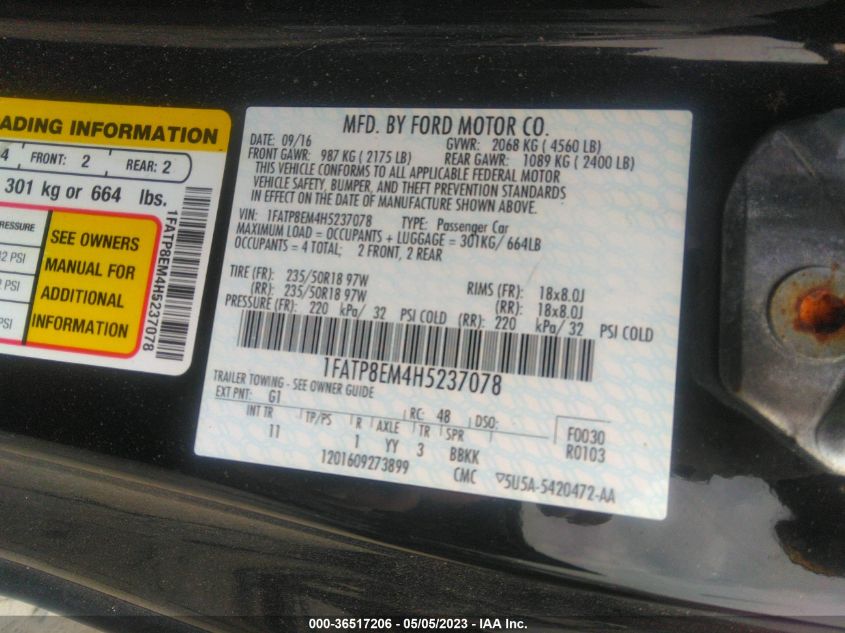 ADING INFORMATION
4 FRONT: 2 REAR: 2
301 kg or 664 lbs.
RESSURE
SEE OWNERS
MANUAL FOR
ADDITIONAL
INFORMATION
PSI
PSI
PSI
1FATP8EM4H5237078
MFD. BY FORD MOTOR CO.
DATE: 09/16 GVWR: 2068 KG ( 4560 LB)
FRONT GAWR: 987 KG ( 2175 LB) REAR GAWR: 1089 KG ( 2400 LB)
THIS VEHICLE CONFORMS TO ALL APPLICABLE FEDERAL MOTOR
VEHICLE SAFETY, BUMPER, AND THEFT PREVENTION STANDARDS
IN EFFECT ON THE DATE OF MANUFACTURE SHOWN ABOVE.
VIN: 1FATP8EM4H5237078 TYPE: Passenger Car
MAXIMUM LOAD = OCCUPANTS + LUGGAGE = 301KG/ 664LB
OCCUPANTS = 4 TOTAL; 2 FRONT, 2 REAR
TIRE (FR): 235/50R18 97W RIMS (FR): 18x8.0J
(RR): 235/50R18 97W (RR): 18x8.0J
PRESSURE (FR): 220 kPa/ 32 PSI COLD (RR): 220 kPa/ 32 PSI COLD
1FATP8EM4H5237078
TRAILER TOWING - SEE OWNER GUIDE
EXT PNT: G1 RC: 48 DSO: F0030
INT TR TP/PS R AXLE TR SPR R0103
11 1 YY 3 BBKK
1201609273899 CMC ▽5U5A-5420472-AA
000-36517206 - 05/05/2023 - IAA Inc.